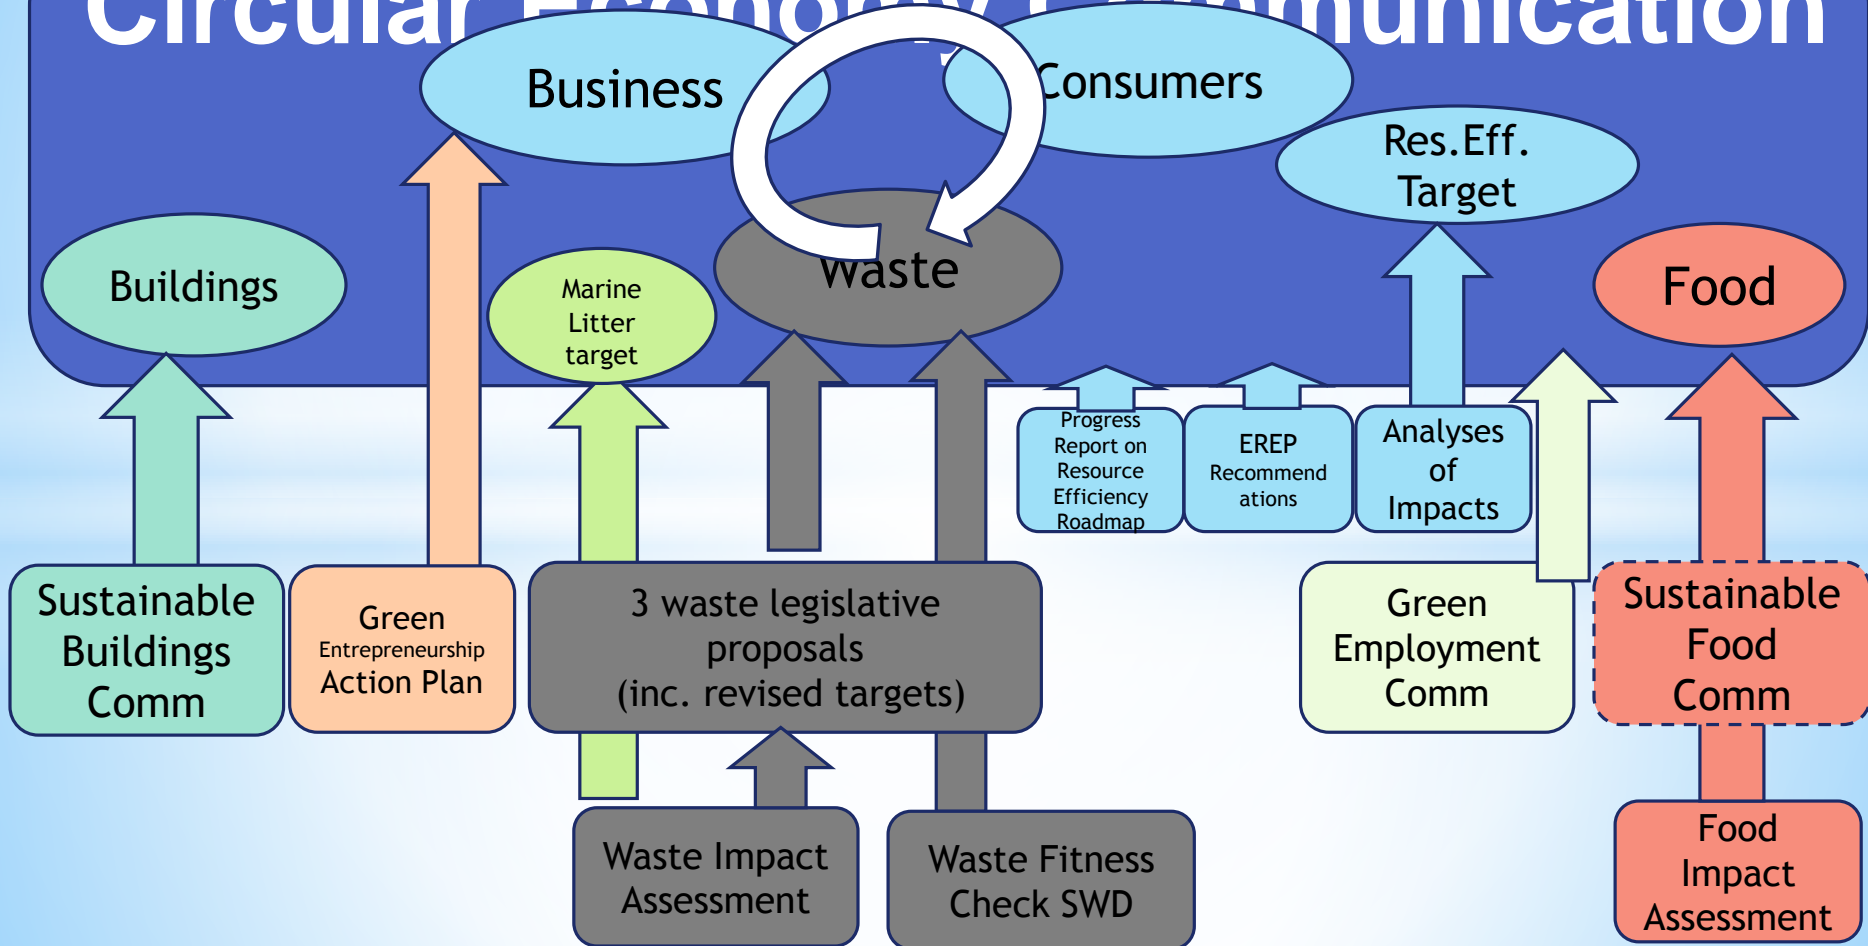 Circular Economy Communication
Business
Consumers
Res.Eff.
Target
Buildings
Marine
Litter
target
Waste
Food
Progress
Report on
Resource
Efficiency
Roadmap
EREP
Recommend
ations
Analyses
of
Impacts
Sustainable
Buildings
Comm
Green
Entrepreneurship
Action Plan
3 waste legislative
proposals
(inc. revised targets)
Green
Employment
Comm
Sustainable
Food
Comm
Waste Impact
Assessment
Waste Fitness
Check SWD
Food
Impact
Assessment